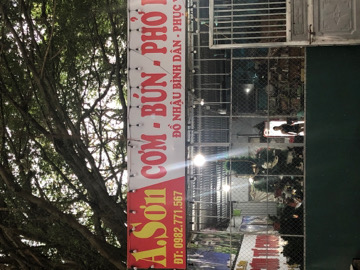 A.Sơn
CƠM - BÚN - PHỞ
ĐỒ NHẬU BÌNH DÂN - PHỤC
ĐT: 0982.771.567